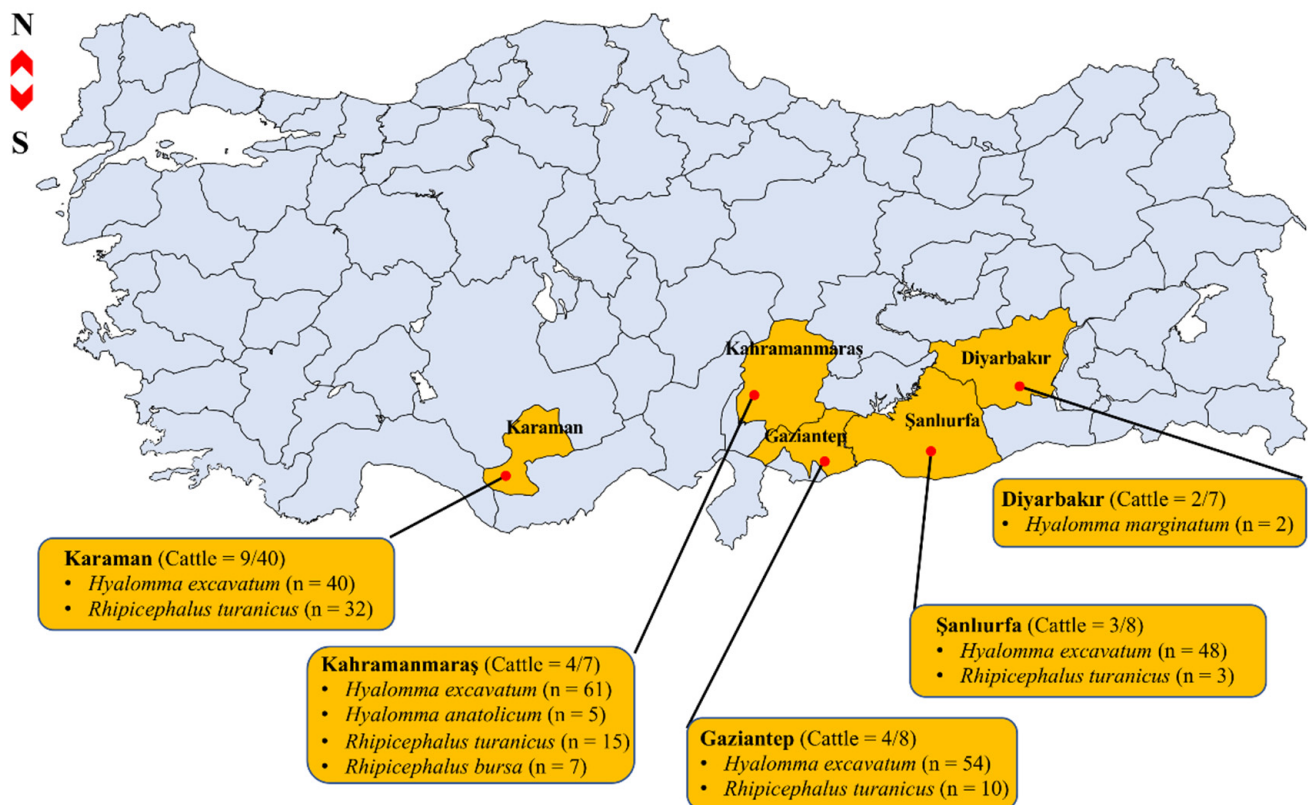 N
S
Kahramanmaraş
Diyarbakır
Karaman
Gaziantep
Şanlıurfa
Diyarbakır (Cattle = 2/7)
• Hyalomma marginatum (n = 2)
Karaman (Cattle = 9/40)
• Hyalomma excavatum (n = 40)
• Rhipicephalus turanicus (n = 32)
Şanlıurfa (Cattle = 3/8)
• Hyalomma excavatum (n = 48)
• Rhipicephalus turanicus (n = 3)
Kahramanmaraş (Cattle = 4/7)
• Hyalomma excavatum (n = 61)
• Hyalomma anatolicum (n = 5)
• Rhipicephalus turanicus (n = 15)
• Rhipicephalus bursa (n = 7)
Gaziantep (Cattle = 4/8)
• Hyalomma excavatum (n = 54)
• Rhipicephalus turanicus (n = 10)